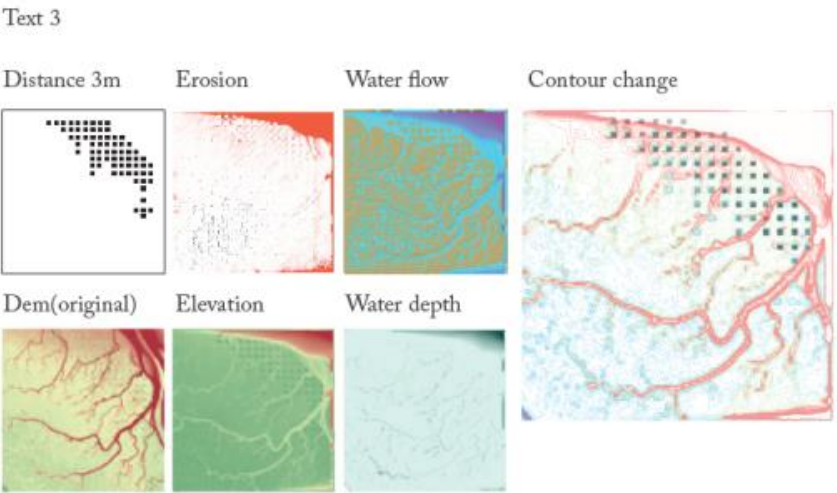 Text 3
Distance 3m
Erosion
Water flow
Contour change
Dem(original)
Elevation
Water depth